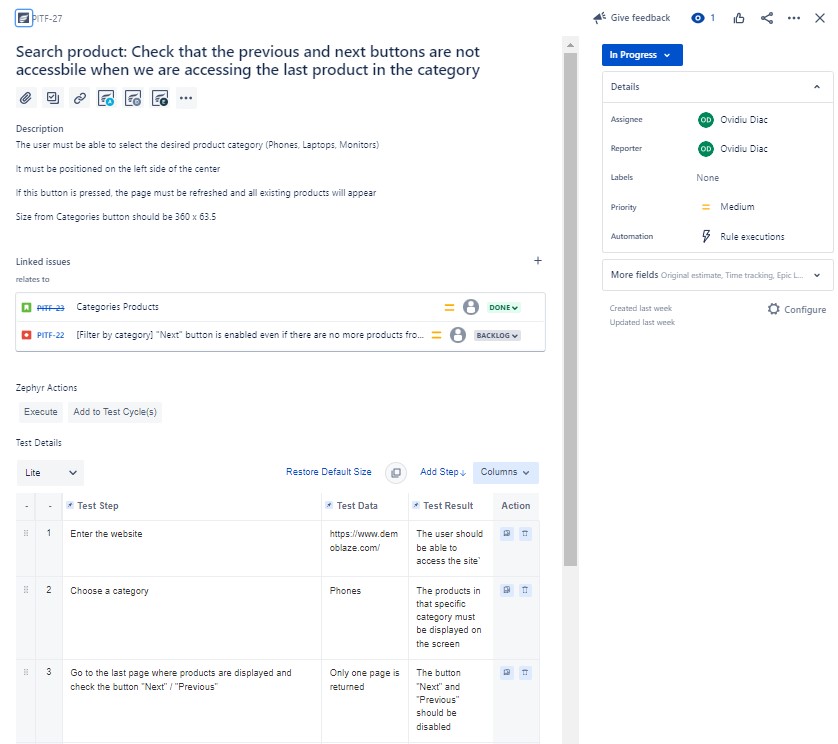 PITF-27
Give feedback
1
Search product: Check that the previous and next buttons are not
accessbile when we are accessing the last product in the category
Description
The user must be able to select the desired product category (Phones, Laptops, Monitors)
It must be positioned on the left side of the center
If this button is pressed, the page must be refreshed and all existing products will appear
Size from Categories button should be 360 x 63.5
Linked issues
relates to
PITF-23 Categories Products DONE
PITF-22 [Filter by category] "Next" button is enabled even if there are no more products fro... BACKLOG
Zephyr Actions
Execute Add to Test Cycle(s)
Test Details
Lite Restore Default Size Add Step Columns
- - Test Step Test Data Test Result Action
1 Enter the website https://www.dem
oblaze.com/
The user should
be able to
access the site'
2 Choose a category Phones
The products in
that specific
category must
be displayed on
the screen
3 Go to the last page where products are displayed and
check the button "Next" / "Previous"
Only one page is
returned
The button
"Next" and
"Previous"
should be
disabled
In Progress
Details
Assignee OD Ovidiu Diac
Reporter OD Ovidiu Diac
Labels None
Priority Medium
Automation Rule executions
More fields Original estimate, Time tracking, Epic L...
Created last week
Updated last week
Configure